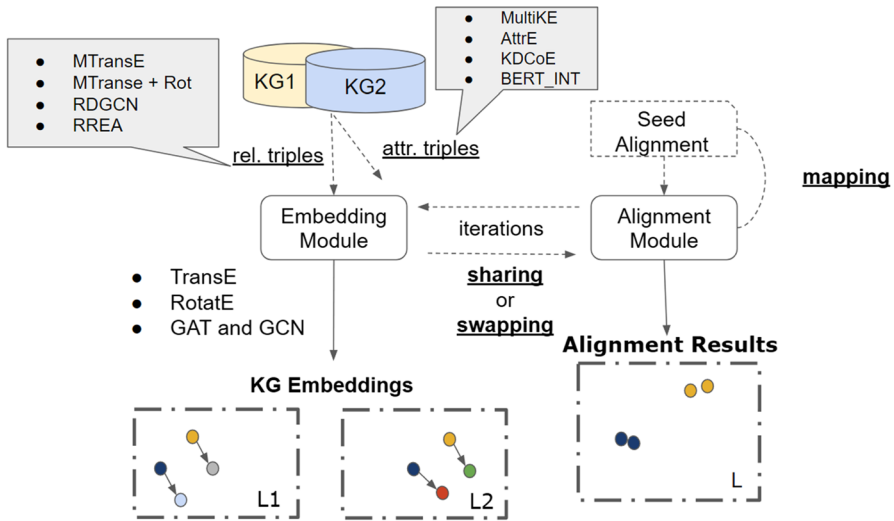 ● MTransE
● MTranse + Rot
● RDGCN
● RREA
KG1
KG2
● MultiKE
● AttrE
● KDCoE
● BERT_INT
rel. triples
attr. triples
Seed
Alignment
mapping
Embedding
Module
iterations
Alignment
Module
sharing
or
swapping
● TransE
● RotatE
● GAT and GCN
Alignment Results
KG Embeddings
L1
L2
L